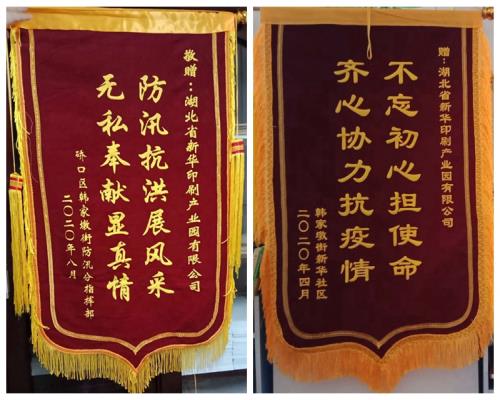 敬赠：湖北省新华印刷产业园有限公司
防汛抗洪展风采
无私奉献显真情
硚口区韩家墩街防汛分指挥部
二〇二〇年八月
赠：湖北省新华印刷产业园有限公司
不忘初心担使命
齐心协力抗疫情
韩家墩街新华社区
二〇二〇年四月